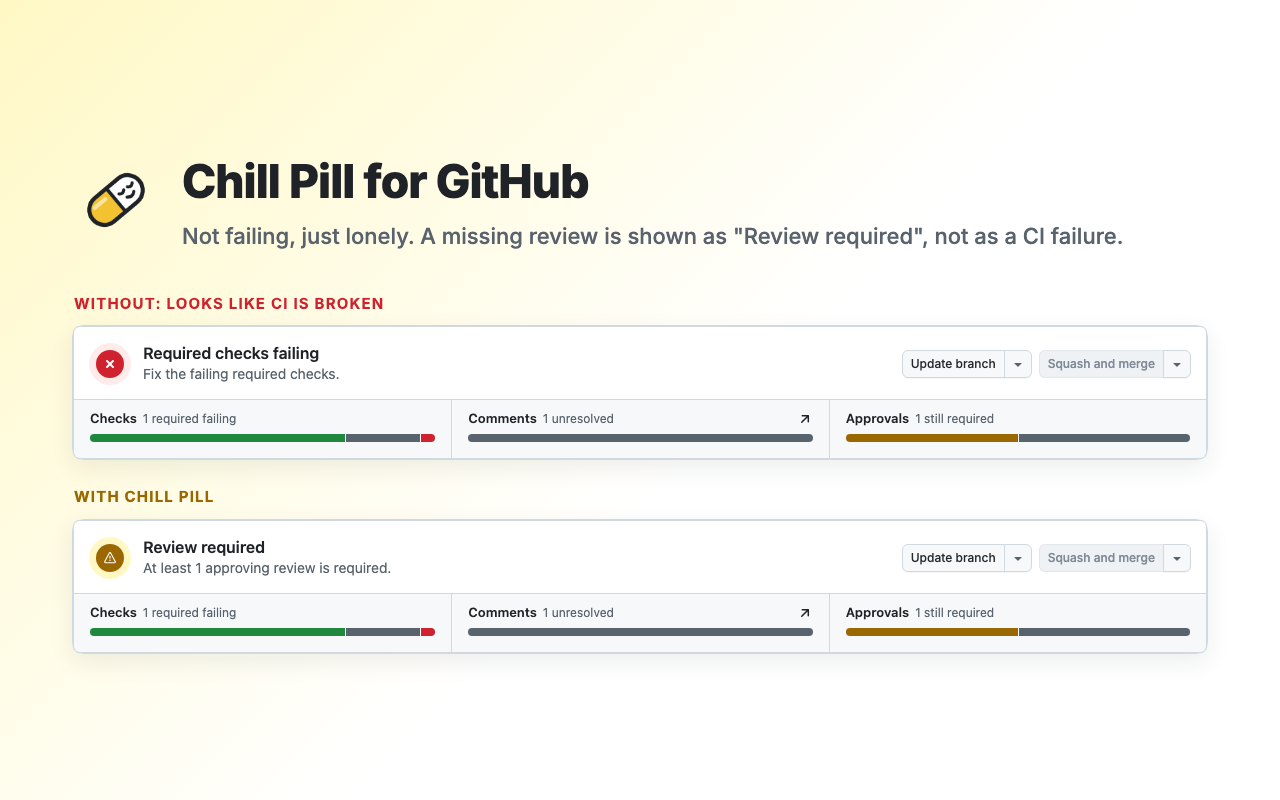 Chill Pill for GitHub
Not failing, just lonely. A missing review is shown as "Review required", not as a CI failure.
WITHOUT: LOOKS LIKE CI IS BROKEN
Required checks failing
Fix the failing required checks.
Update branch
Squash and merge
Checks 1 required failing
Comments 1 unresolved
Approvals 1 still required
WITH CHILL PILL
Review required
At least 1 approving review is required.
Update branch
Squash and merge
Checks 1 required failing
Comments 1 unresolved
Approvals 1 still required